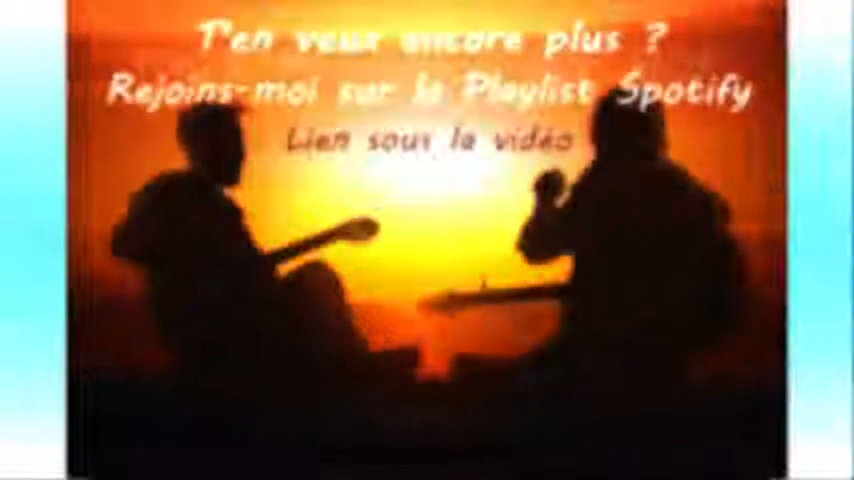 T'en veux encore plus ?
Rejoins-moi sur la Playlist Spotify
Lien sous la vidéo